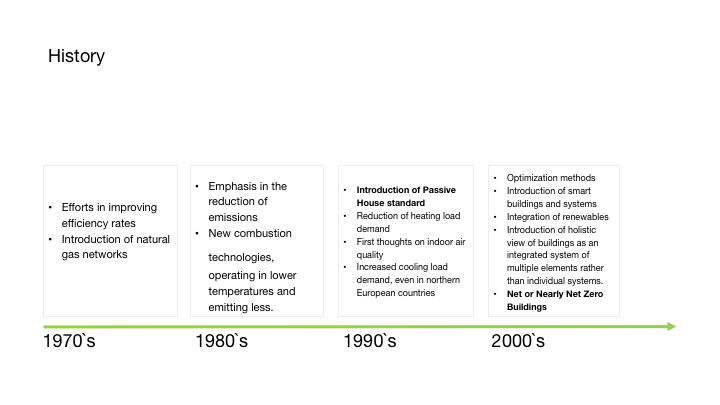 History
• Efforts in improving
efficiency rates
• Introduction of natural
gas networks
• Emphasis in the
reduction of
emissions
• New combustion
technologies,
operating in lower
temperatures and
emitting less.
• Introduction of Passive
House standard
• Reduction of heating load
demand
• First thoughts on indoor air
quality
• Increased cooling load
demand, even in northern
European countries
• Optimization methods
• Introduction of smart
buildings and systems
• Integration of renewables
• Introduction of holistic
view of buildings as an
integrated system of
multiple elements rather
than individual systems.
• Net or Nearly Net Zero
Buildings
1970`s
1980`s
1990`s
2000`s